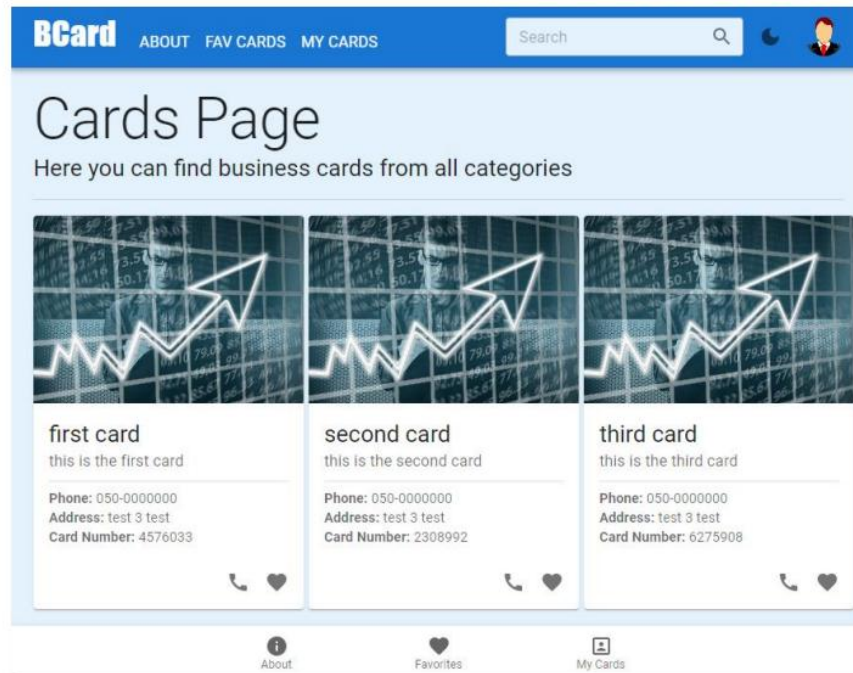 BCard ABOUT FAV CARDS MY CARDS Search
Cards Page
Here you can find business cards from all categories
first card
this is the first card
Phone: 050-0000000
Address: test 3 test
Card Number: 4576033
second card
this is the second card
Phone: 050-0000000
Address: test 3 test
Card Number: 2308992
third card
this is the third card
Phone: 050-0000000
Address: test 3 test
Card Number: 6275908
About
Favorites
My Cards